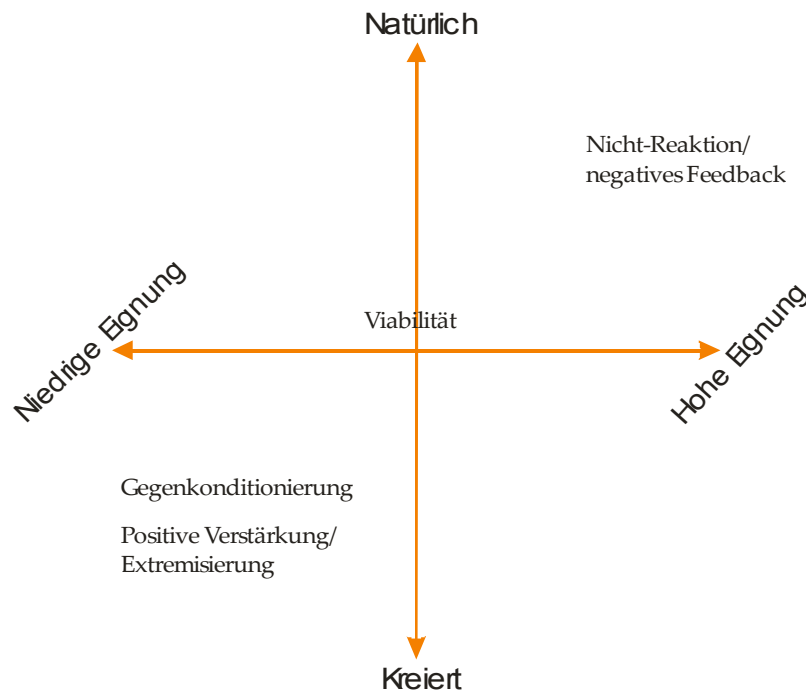 Natürlich
Nicht-Reaktion/
negatives Feedback
Niedrige Eignung
Viabilität
Hohe Eignung
Gegenkonditionierung
Positive Verstärkung/
Extremisierung
Kreiert